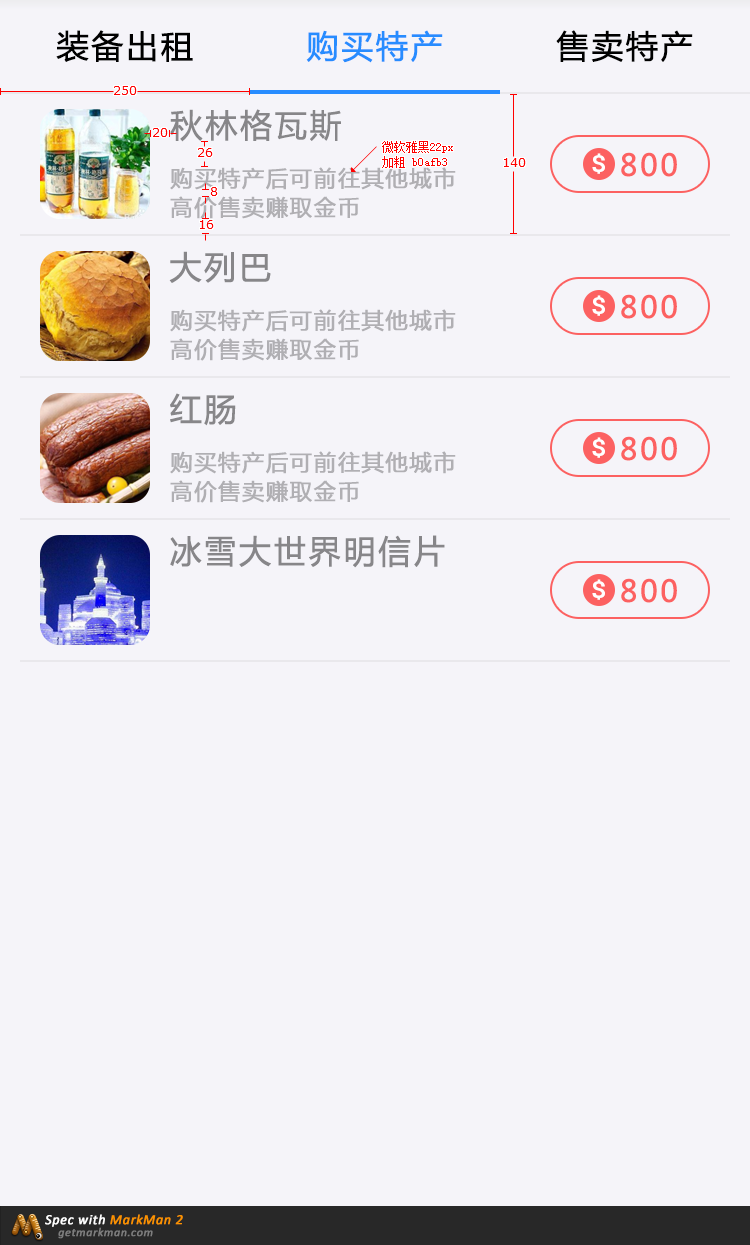 装备出租
购买特产
售卖特产
250
秋林格瓦斯
20
26
微软雅黑22px
加粗 b0afb3
140
$800
购买特产后可前往其他城市
8
高价售卖赚取金币
16
大列巴
购买特产后可前往其他城市
高价售卖赚取金币
$800
红肠
购买特产后可前往其他城市
高价售卖赚取金币
$800
冰雪大世界明信片
$800
Spec with MarkMan 2
getmarkman.com